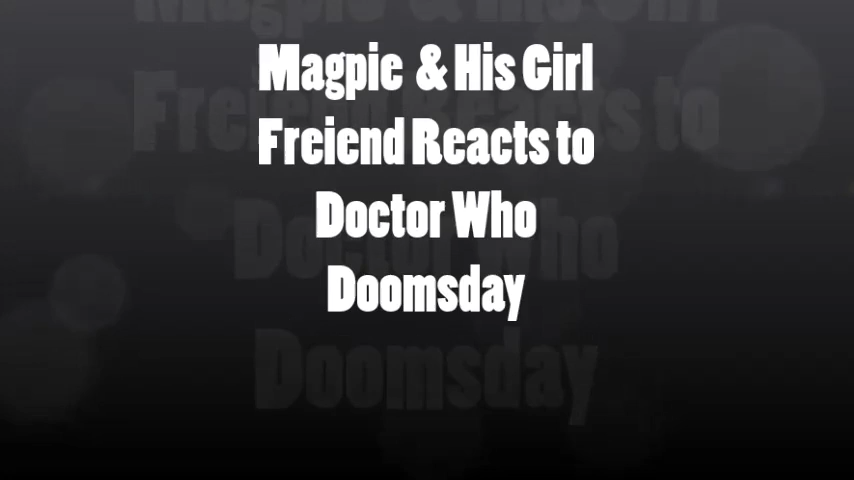 Magpie & His Girl
Freiend Reacts to
Doctor Who
Doomsday